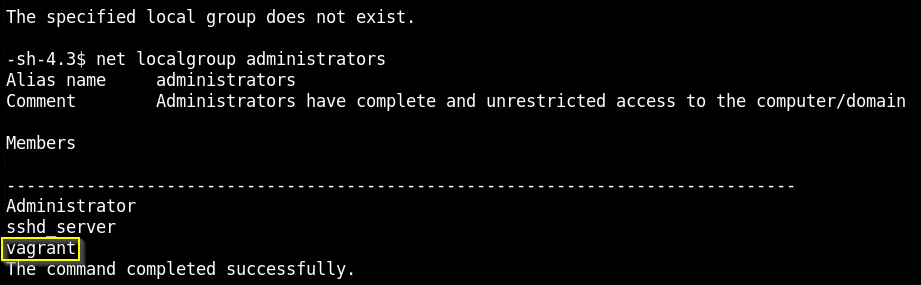 The specified local group does not exist.
-sh-4.3$ net localgroup administrators
Alias name     administrators
Comment        Administrators have complete and unrestricted access to the computer/domain
Members
-------------------------------------------------------------------------------
Administrator
sshd_server
vagrant
The command completed successfully.